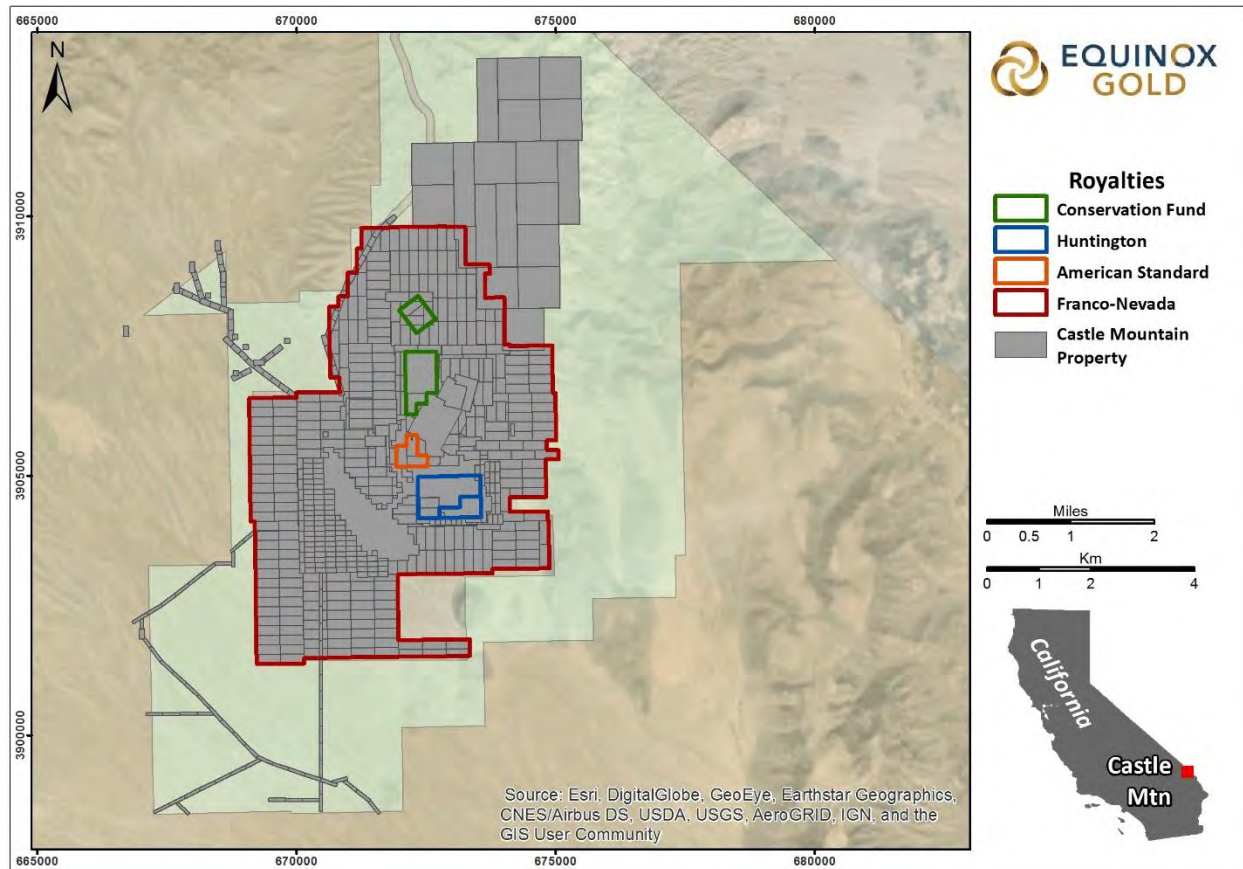 665000
670000
675000
680000
N
EQUINOX
GOLD
Royalties
Conservation Fund
Huntington
American Standard
Franco-Nevada
Castle Mountain
Property
3910000
3905000
3900000
Miles
0 0.5 1 2
Km
0 1 2 4
California
Castle
Mtn
Source: Esri, DigitalGlobe, GeoEye, Earthstar Geographics,
CNES/Airbus DS, USDA, USGS, AeroGRID, IGN, and the
GIS User Community
665000
670000
675000
680000